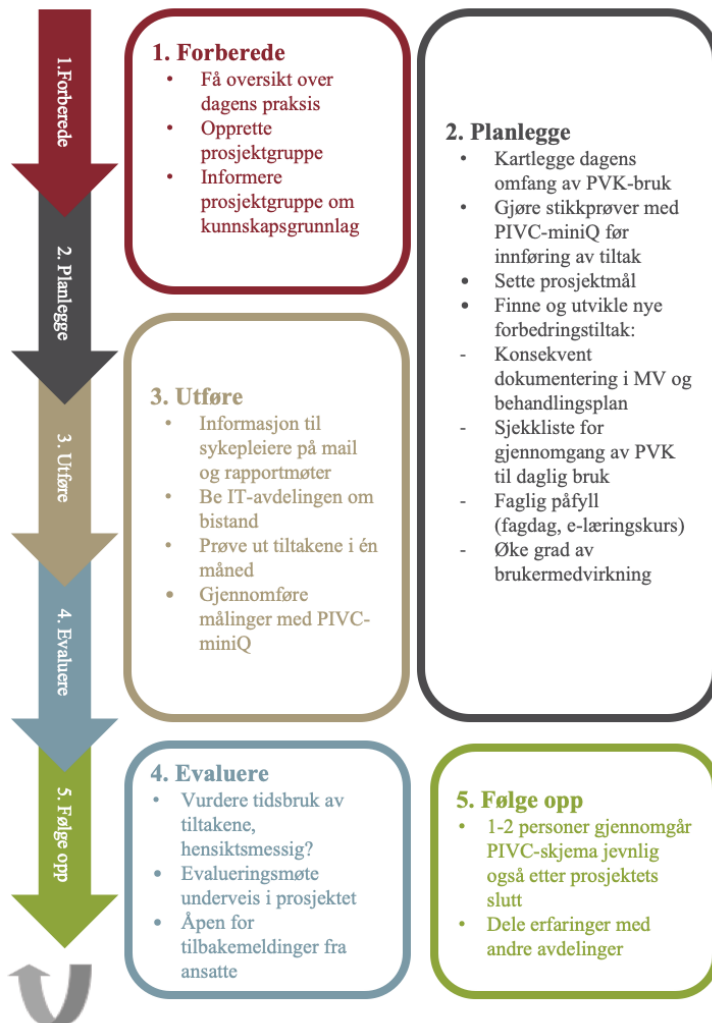 1.Forberede
2. Planlegge
3. Utføre
4. Evaluere
5. Følge opp
1. Forberede
• Få oversikt over
dagens praksis
• Opprette
prosjektgruppe
• Informere
prosjektgruppe om
kunnskapsgrunnlag
2. Planlegge
• Kartlegge dagens
omfang av PVK-bruk
• Gjøre stikkprøver med
PIVC-miniQ før
innføring av tiltak
• Sette prosjektmål
• Finne og utvikle nye
forbedringstiltak:
- Konsekvent
dokumentering i MV og
behandlingsplan
- Sjekkliste for
gjennomgang av PVK
til daglig bruk
- Faglig påfyll
(fagdag, e-læringskurs)
- Øke grad av
brukermedvirkning
3. Utføre
• Informasjon til
sykepleiere på mail
og rapportmøter
• Be IT-avdelingen om
bistand
• Prøve ut tiltakene i én
måned
• Gjennomføre
målinger med PIVC-
miniQ
4. Evaluere
• Vurdere tidsbruk av
tiltakene,
hensiktsmessig?
• Evalueringsmøte
underveis i prosjektet
• Åpen for
tilbakemeldinger fra
ansatte
5. Følge opp
• 1-2 personer gjennomgår
PIVC-skjema jevnlig
også etter prosjektets
slutt
• Dele erfaringer med
andre avdelinger